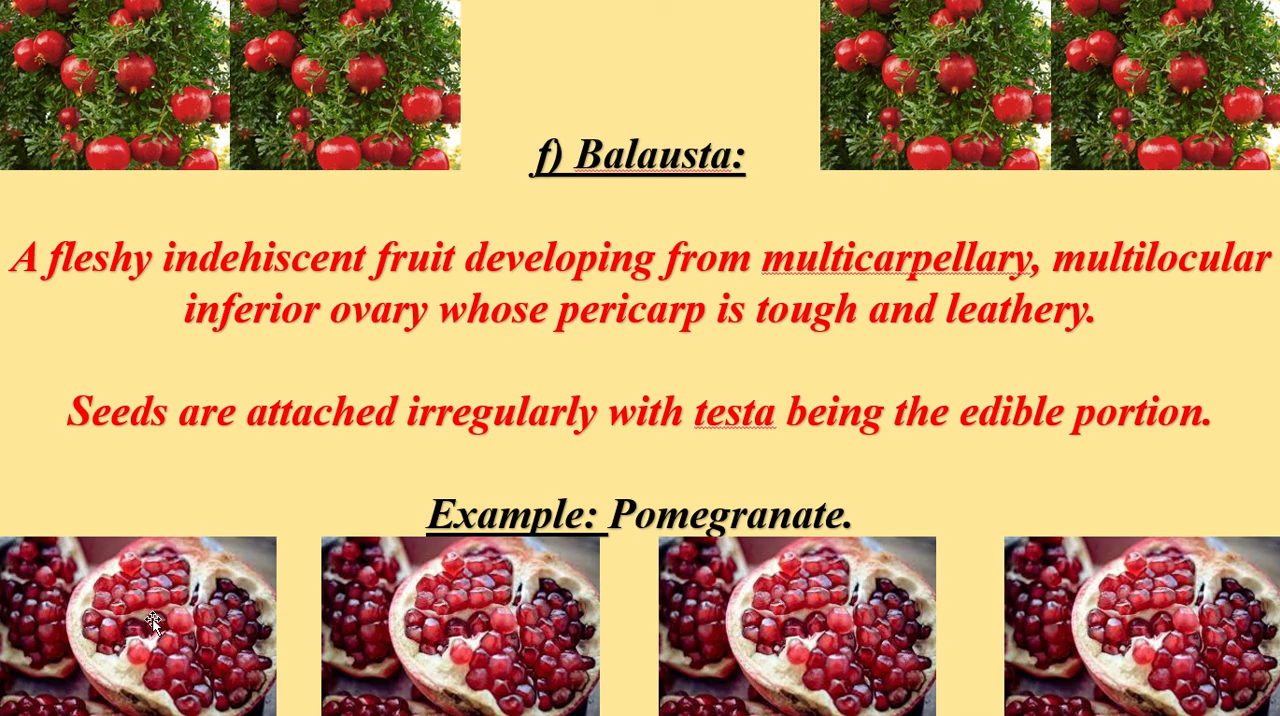 f) Balausta:
A fleshy indehiscent fruit developing from multicarpellary, multilocular
inferior ovary whose pericarp is tough and leathery.
Seeds are attached irregularly with testa being the edible portion.
Example: Pomegranate.